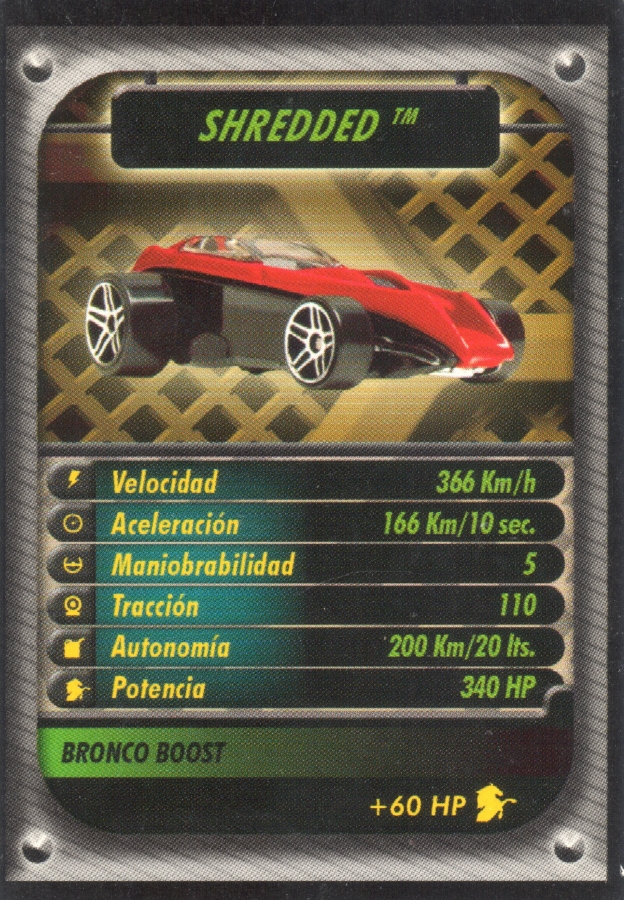 SHREDDED ™
Velocidad 366 Km/h
Aceleración 166 Km/10 sec.
Maniobrabilidad 5
Tracción 110
Autonomía 200 Km/20 lts.
Potencia 340 HP
BRONCO BOOST
+60 HP